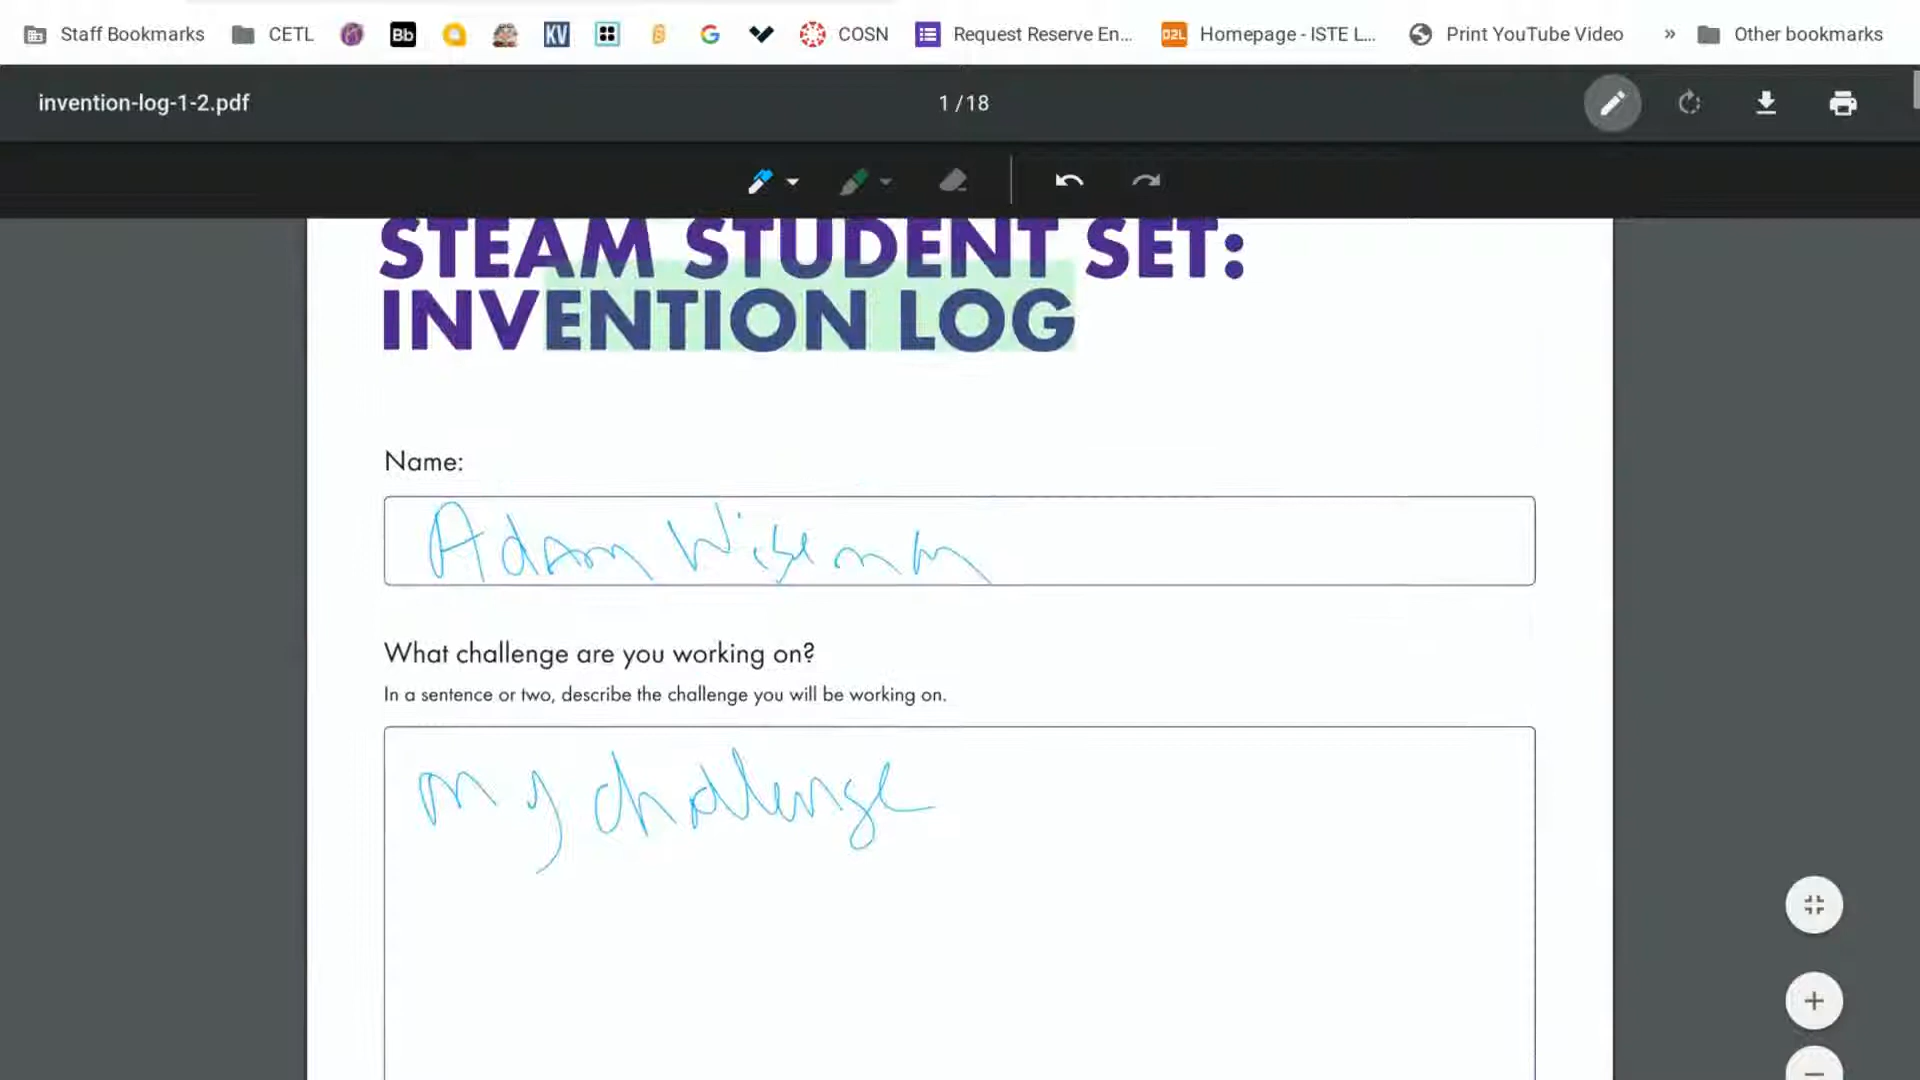 Staff Bookmarks CETL Bb KV G COSN Request Reserve En... D2L Homepage - ISTE L... Print YouTube Video » Other bookmarks
invention-log-1-2.pdf 1 / 18
STEAM STUDENT SET:
INVENTION LOG
Name:
Adam Wiseman
What challenge are you working on?
In a sentence or two, describe the challenge you will be working on.
my challenge